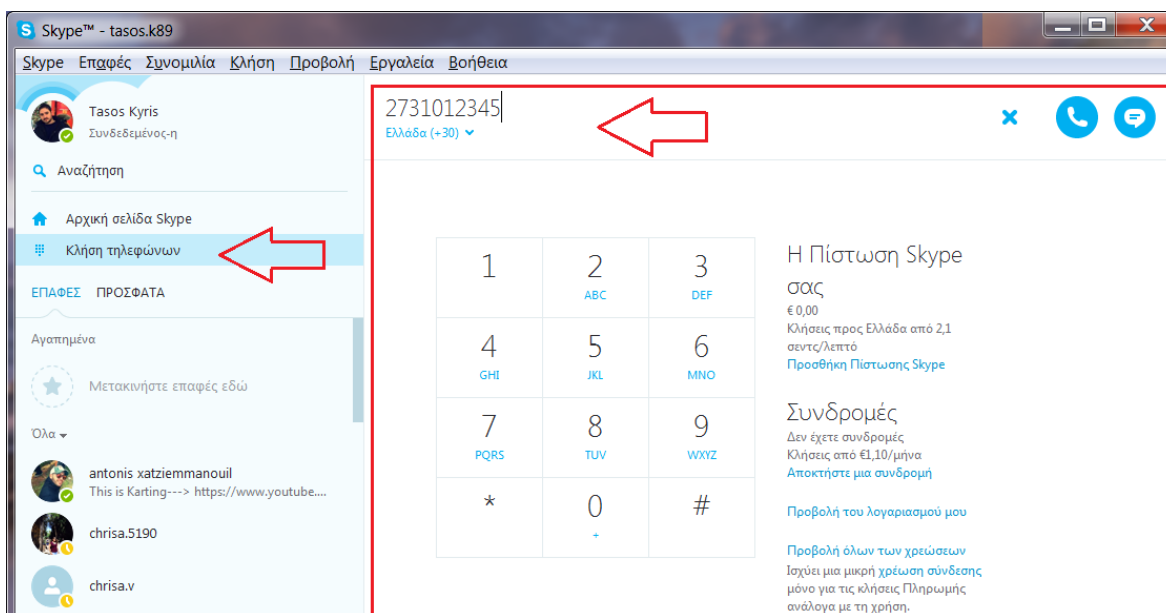 Skype™ - tasos.k89
Skype Επαφές Συνομιλία Κλήση Προβολή Εργαλεία Βοήθεια
Tasos Kyris
Συνδεδεμένος-η
Αναζήτηση
Αρχική σελίδα Skype
Κλήση τηλεφώνων
ΕΠΑΦΕΣ ΠΡΟΣΦΑΤΑ
Αγαπημένα
Μετακινήστε επαφές εδώ
Όλα
antonis xatziemmanouil
This is Karting---> https://www.youtube....
chrisa.5190
chrisa.v
2731012345
Ελλάδα (+30)
1 2 3
ABC DEF
4 5 6
GHI JKL MNO
7 8 9
PQRS TUV WXYZ
* 0 #
+
Η Πίστωση Skype
σας
€ 0,00
Κλήσεις προς Ελλάδα από 2,1
σεντς/λεπτό
Προσθήκη Πίστωσης Skype
Συνδρομές
Δεν έχετε συνδρομές
Κλήσεις από €1,10/μήνα
Αποκτήστε μια συνδρομή
Προβολή του λογαριασμού μου
Προβολή όλων των χρεώσεων
Ισχύει μια μικρή χρέωση σύνδεσης
μόνο για τις κλήσεις Πληρωμής
ανάλογα με τη χρήση.